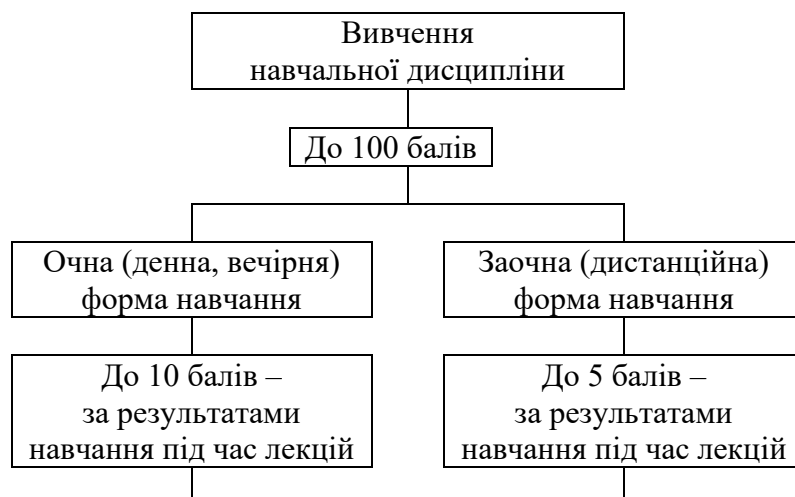 Вивчення
навчальної дисципліни
До 100 балів
Очна (денна, вечірня)
форма навчання
Заочна (дистанційна)
форма навчання
До 10 балів –
за результатами
навчання під час лекцій
До 5 балів –
за результатами
навчання під час лекцій